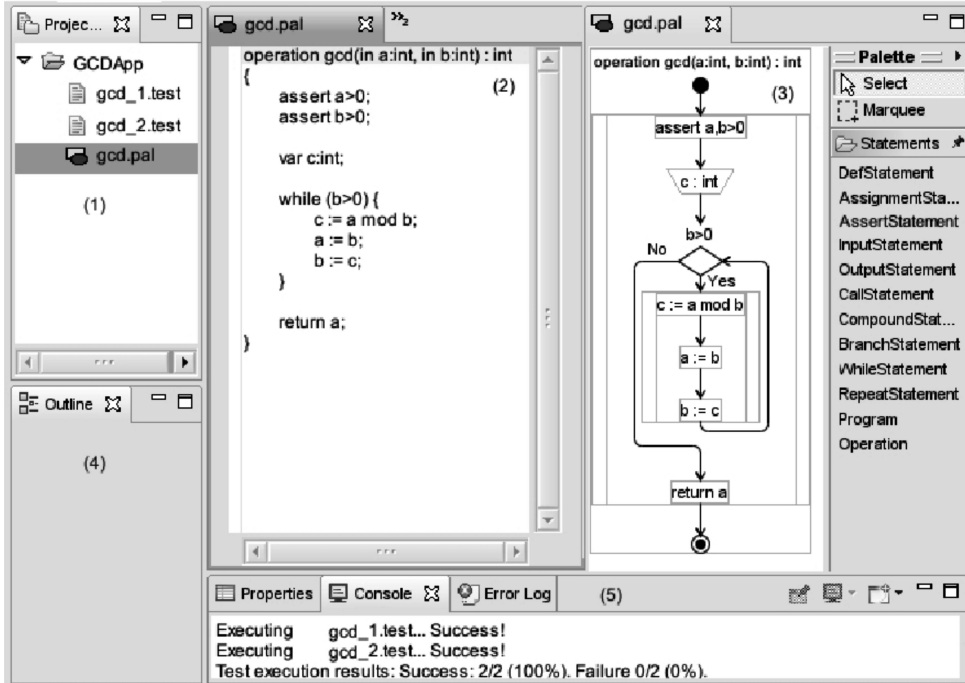 Projec...
GCDApp
gcd_1.test
gcd_2.test
gcd.pal
(1)
Outline
(4)
gcd.pal
»2
operation gcd(in a:int, in b:int) : int
{
(2)
assert a>0;
assert b>0;
var c:int;
while (b>0) {
c := a mod b;
a := b;
b := c;
}
return a;
}
gcd.pal
operation gcd(a:int, b:int) : int
(3)
assert a,b>0
c : int
b>0
No
Yes
c := a mod b
a := b
b := c
return a
Palette
Select
Marquee
Statements
DefStatement
AssignmentSta...
AssertStatement
InputStatement
OutputStatement
CallStatement
CompoundStat...
BranchStatement
WhileStatement
RepeatStatement
Program
Operation
Properties
Console
Error Log
(5)
Executing gcd_1.test... Success!
Executing gcd_2.test... Success!
Test execution results: Success: 2/2 (100%). Failure 0/2 (0%).